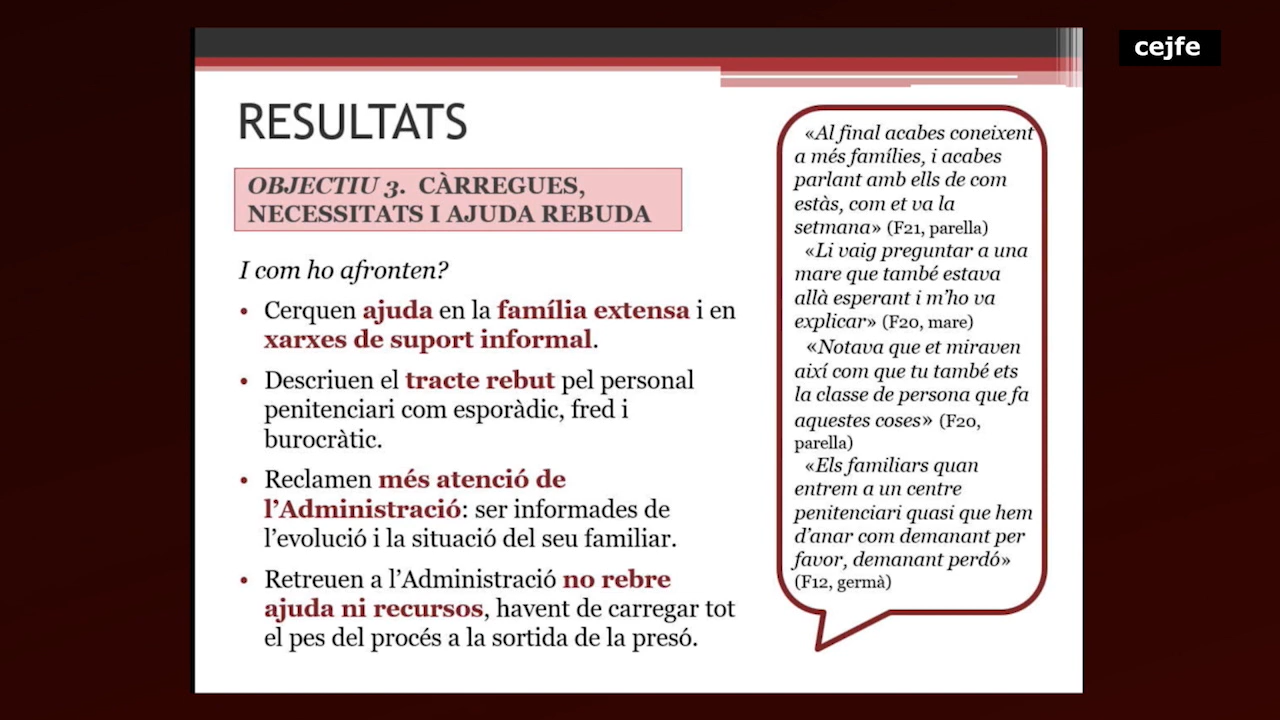 cejfe
RESULTATS
OBJECTIU 3. CÀRREGUES,
NECESSITATS I AJUDA REBUDA
I com ho afronten?
• Cerquen ajuda en la família extensa i en
xarxes de suport informal.
• Descriuen el tracte rebut pel personal
penitenciari com esporàdic, fred i
burocràtic.
• Reclamen més atenció de
l’Administració: ser informades de
l’evolució i la situació del seu familiar.
• Retreuen a l’Administració no rebre
ajuda ni recursos, havent de carregar tot
el pes del procés a la sortida de la presó.
«Al final acabes coneixent
a més famílies, i acabes
parlant amb ells de com
estàs, com et va la
setmana» (F21, parella)
«Li vaig preguntar a una
mare que també estava
allà esperant i m’ho va
explicar» (F20, mare)
«Notava que et miraven
així com que tu també ets
la classe de persona que fa
aquestes coses» (F20,
parella)
«Els familiars quan
entrem a un centre
penitenciari quasi que hem
d’anar com demanant per
favor, demanant perdó»
(F12, germà)